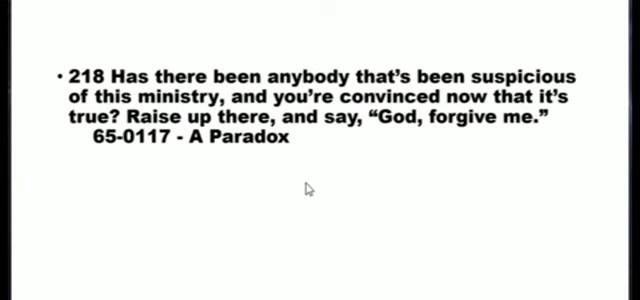 • 218 Has there been anybody that’s been suspicious
of this ministry, and you’re convinced now that it’s
true? Raise up there, and say, “God, forgive me.”
65-0117 - A Paradox